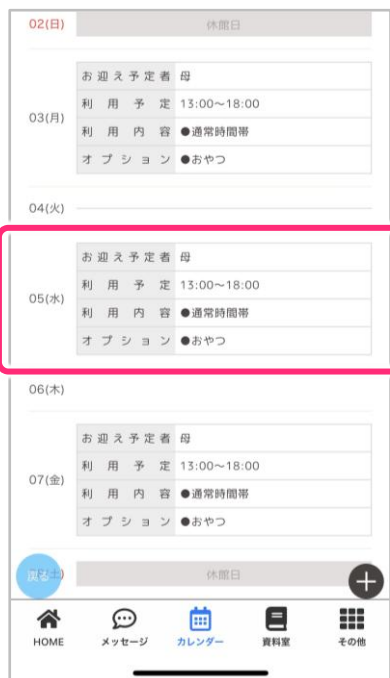 02(日) 休館日
03(月)
お迎え予定者 母
利用予定 13:00~18:00
利用内容 ●通常時間帯
オプション ●おやつ
04(火)
05(水)
お迎え予定者 母
利用予定 13:00~18:00
利用内容 ●通常時間帯
オプション ●おやつ
06(木)
07(金)
お迎え予定者 母
利用予定 13:00~18:00
利用内容 ●通常時間帯
オプション ●おやつ
戻る 土) 休館日
HOME メッセージ カレンダー 資料室 その他